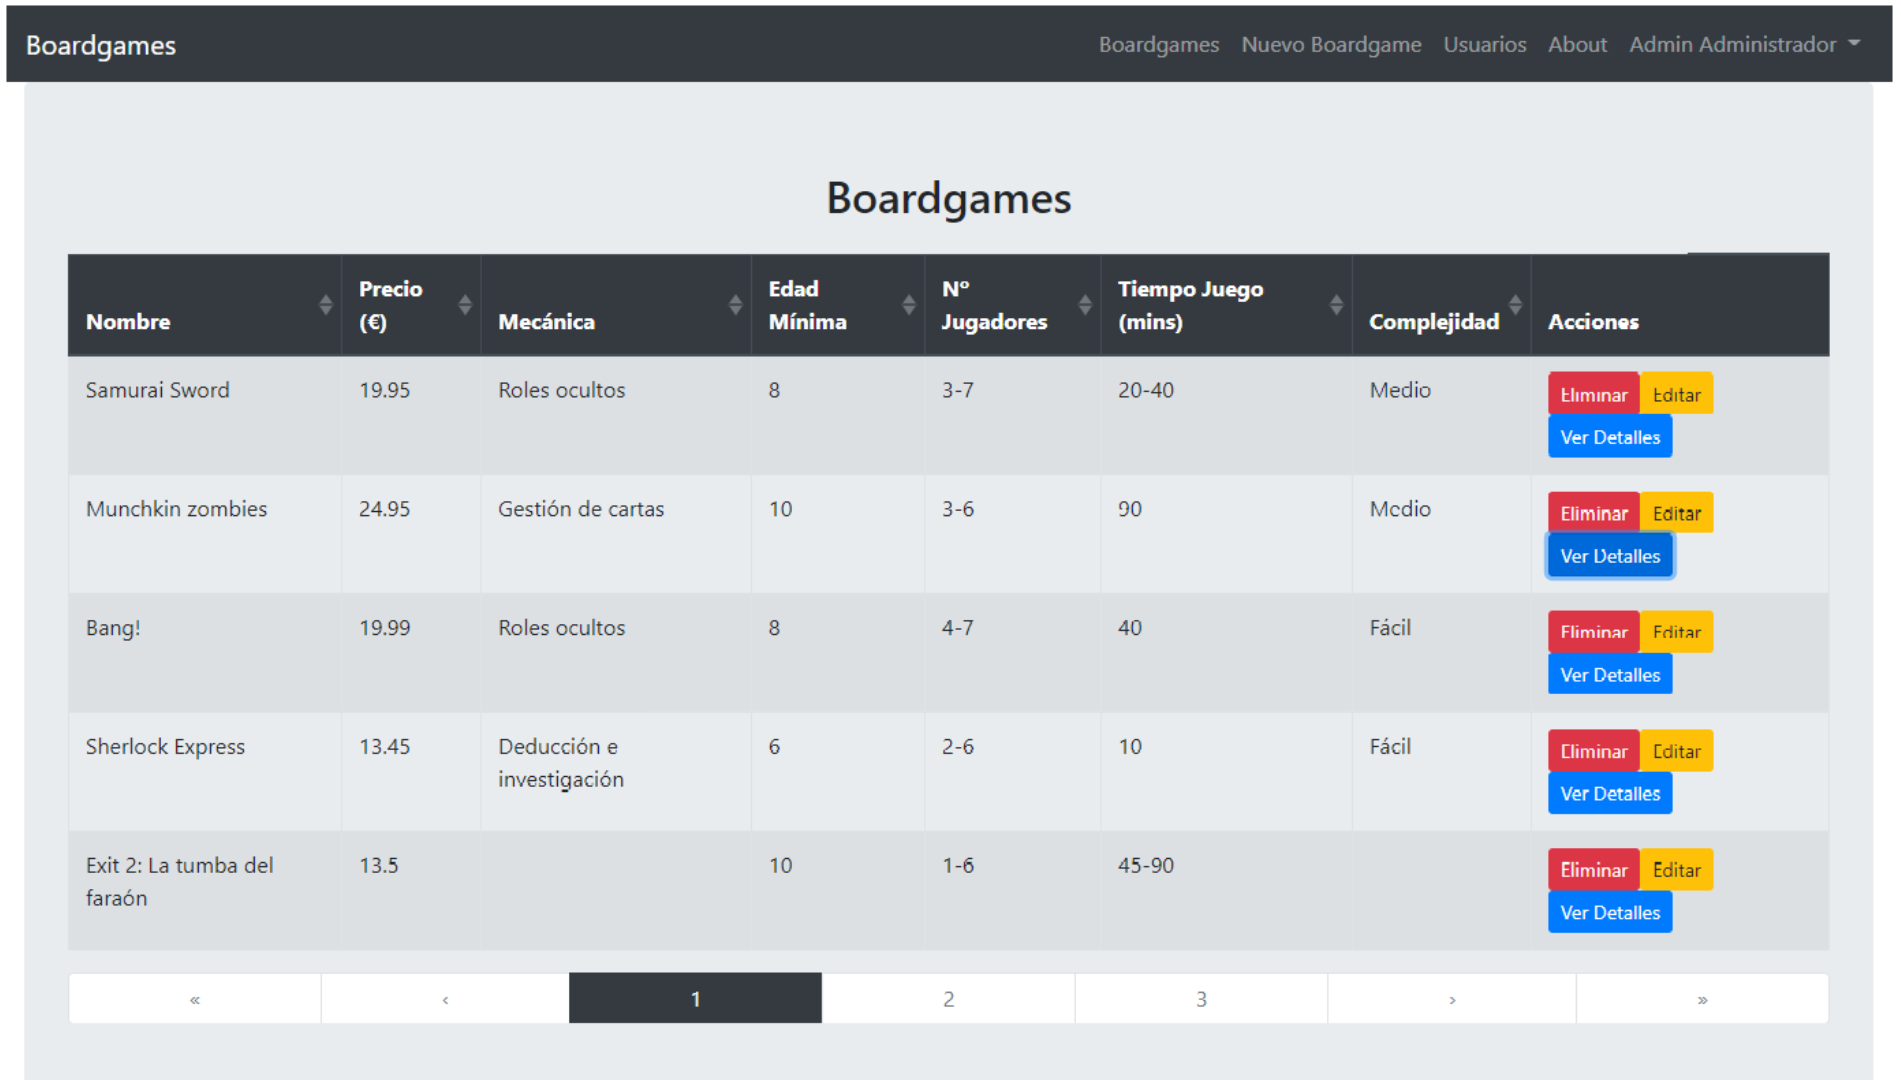 Boardgames
Boardgames Nuevo Boardgame Usuarios About Admin Administrador
Boardgames
Nombre Precio (€) Mecánica Edad Mínima Nº Jugadores Tiempo Juego (mins) Complejidad Acciones
Samurai Sword 19.95 Roles ocultos 8 3-7 20-40 Medio Eliminar Editar
Ver Detalles
Munchkin zombies 24.95 Gestión de cartas 10 3-6 90 Medio Eliminar Editar
Ver Detalles
Bang! 19.99 Roles ocultos 8 4-7 40 Fácil Eliminar Editar
Ver Detalles
Sherlock Express 13.45 Deducción e investigación 6 2-6 10 Fácil Eliminar Editar
Ver Detalles
Exit 2: La tumba del faraón 13.5 10 1-6 45-90 Eliminar Editar
Ver Detalles
« ‹ 1 2 3 › »